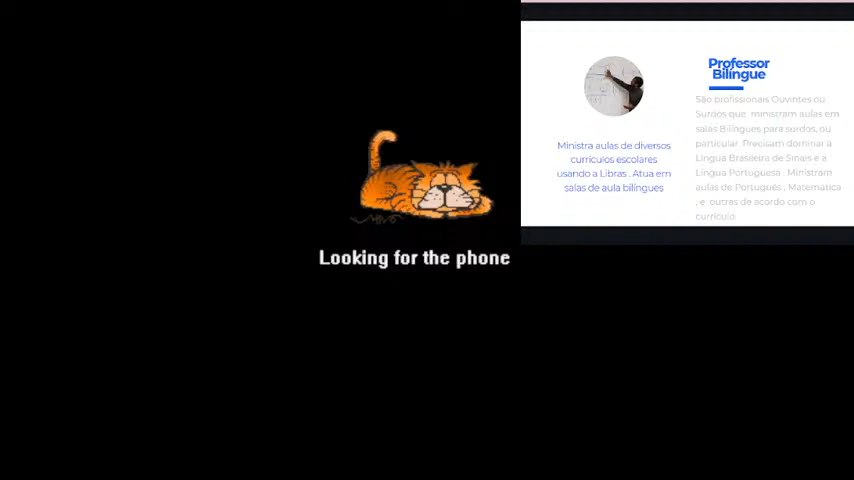 Looking for the phone
Ministra aulas de diversos
currículos escolares
usando a Libras . Atua em
salas de aula bilíngues
Professor
Bilíngue
São profissionais Ouvintes ou
Surdos que ministram aulas em
salas Bilíngues para surdos, ou
particular. Precisam dominar a
Língua Brasileira de Sinais e a
Língua Portuguesa . Ministram
aulas de Português , Matemática
, e outras de acordo com o
currículo.